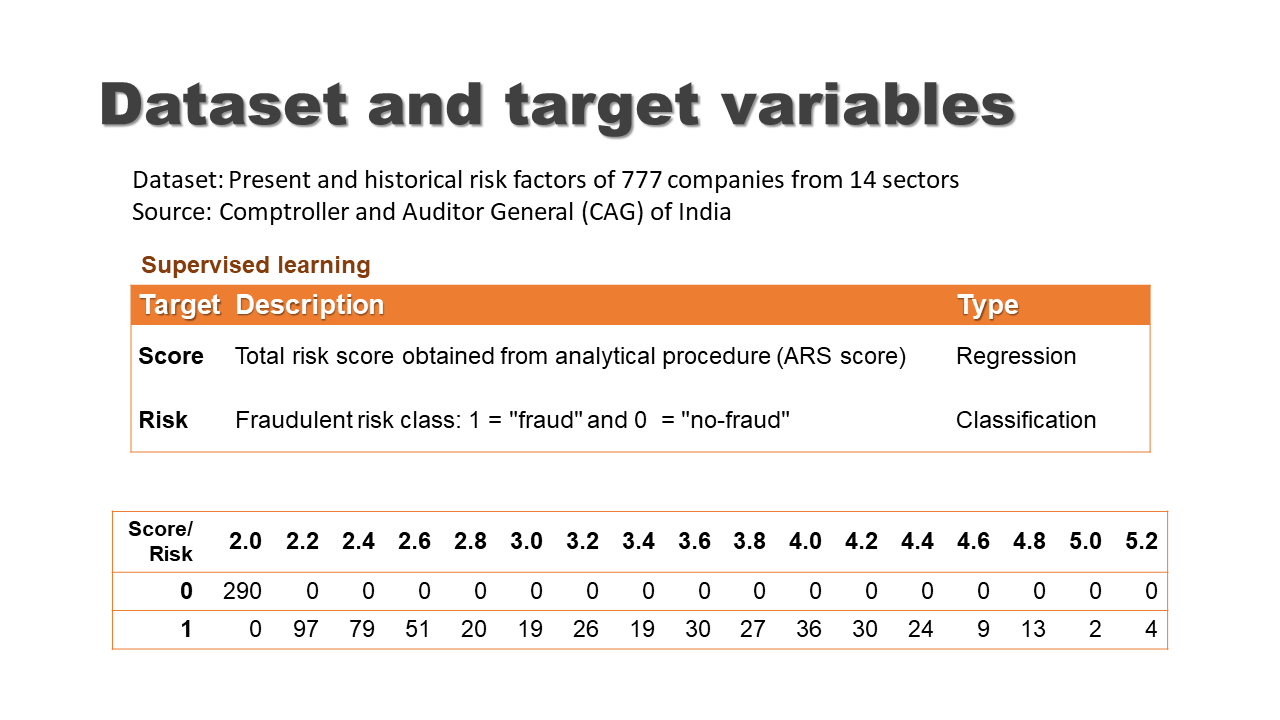 Dataset and target variables
Dataset: Present and historical risk factors of 777 companies from 14 sectors
Source: Comptroller and Auditor General (CAG) of India
Supervised learning
Target Description Type
Score Total risk score obtained from analytical procedure (ARS score) Regression
Risk Fraudulent risk class: 1 = "fraud" and 0 = "no-fraud" Classification
Score/
Risk 2.0 2.2 2.4 2.6 2.8 3.0 3.2 3.4 3.6 3.8 4.0 4.2 4.4 4.6 4.8 5.0 5.2
0 290 0 0 0 0 0 0 0 0 0 0 0 0 0 0 0 0
1 0 97 79 51 20 19 26 19 30 27 36 30 24 9 13 2 4